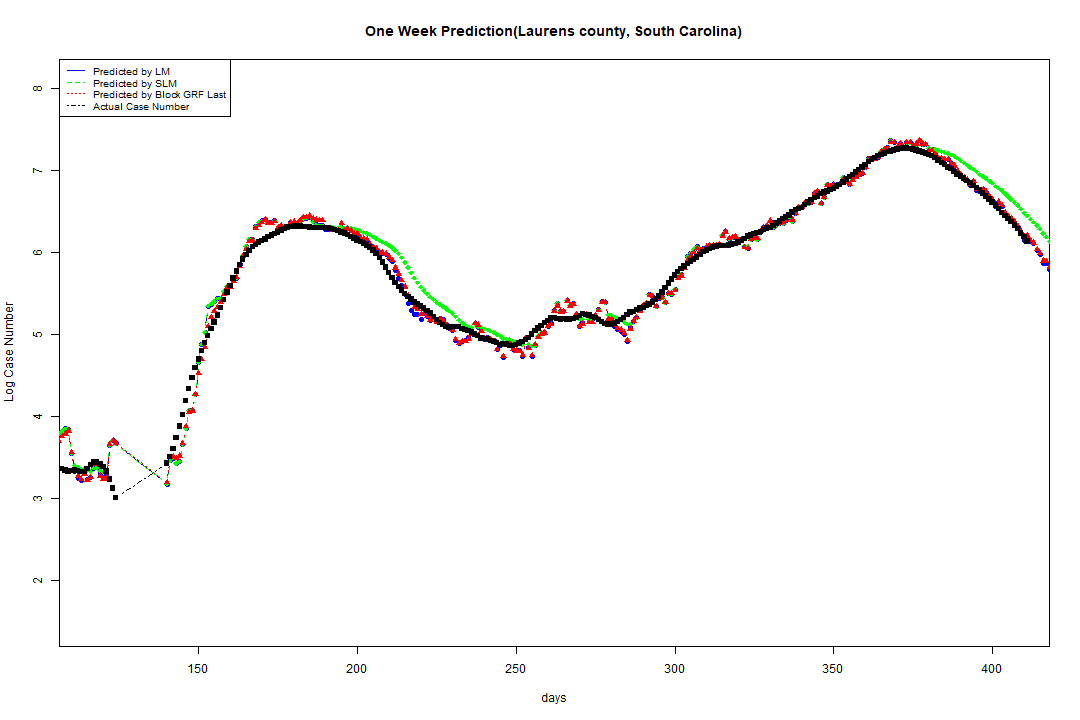 One Week Prediction(Laurens county, South Carolina)
Predicted by LM
Predicted by SLM
Predicted by Block GRF Last
Actual Case Number
8
7
6
5
4
3
2
Log Case Number
150 200 250 300 350 400
days